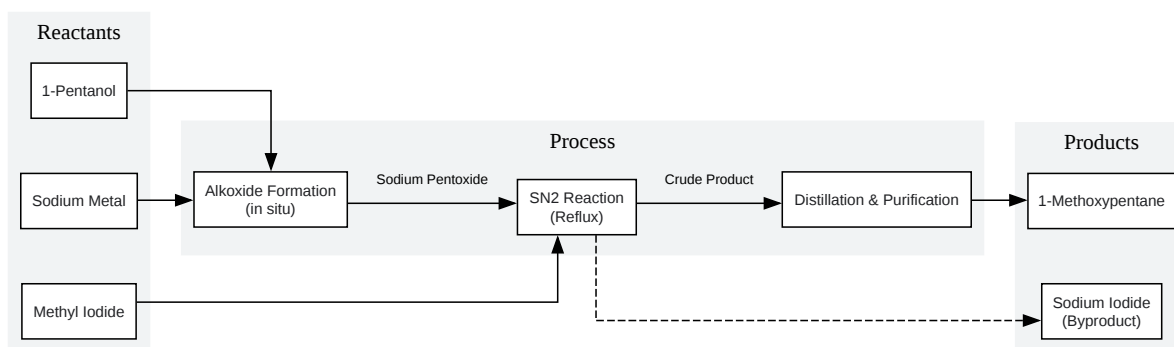 Reactants
1-Pentanol
Sodium Metal
Methyl Iodide
Process
Alkoxide Formation
(in situ)
Sodium Pentoxide
SN2 Reaction
(Reflux)
Crude Product
Distillation & Purification
Products
1-Methoxypentane
Sodium Iodide
(Byproduct)